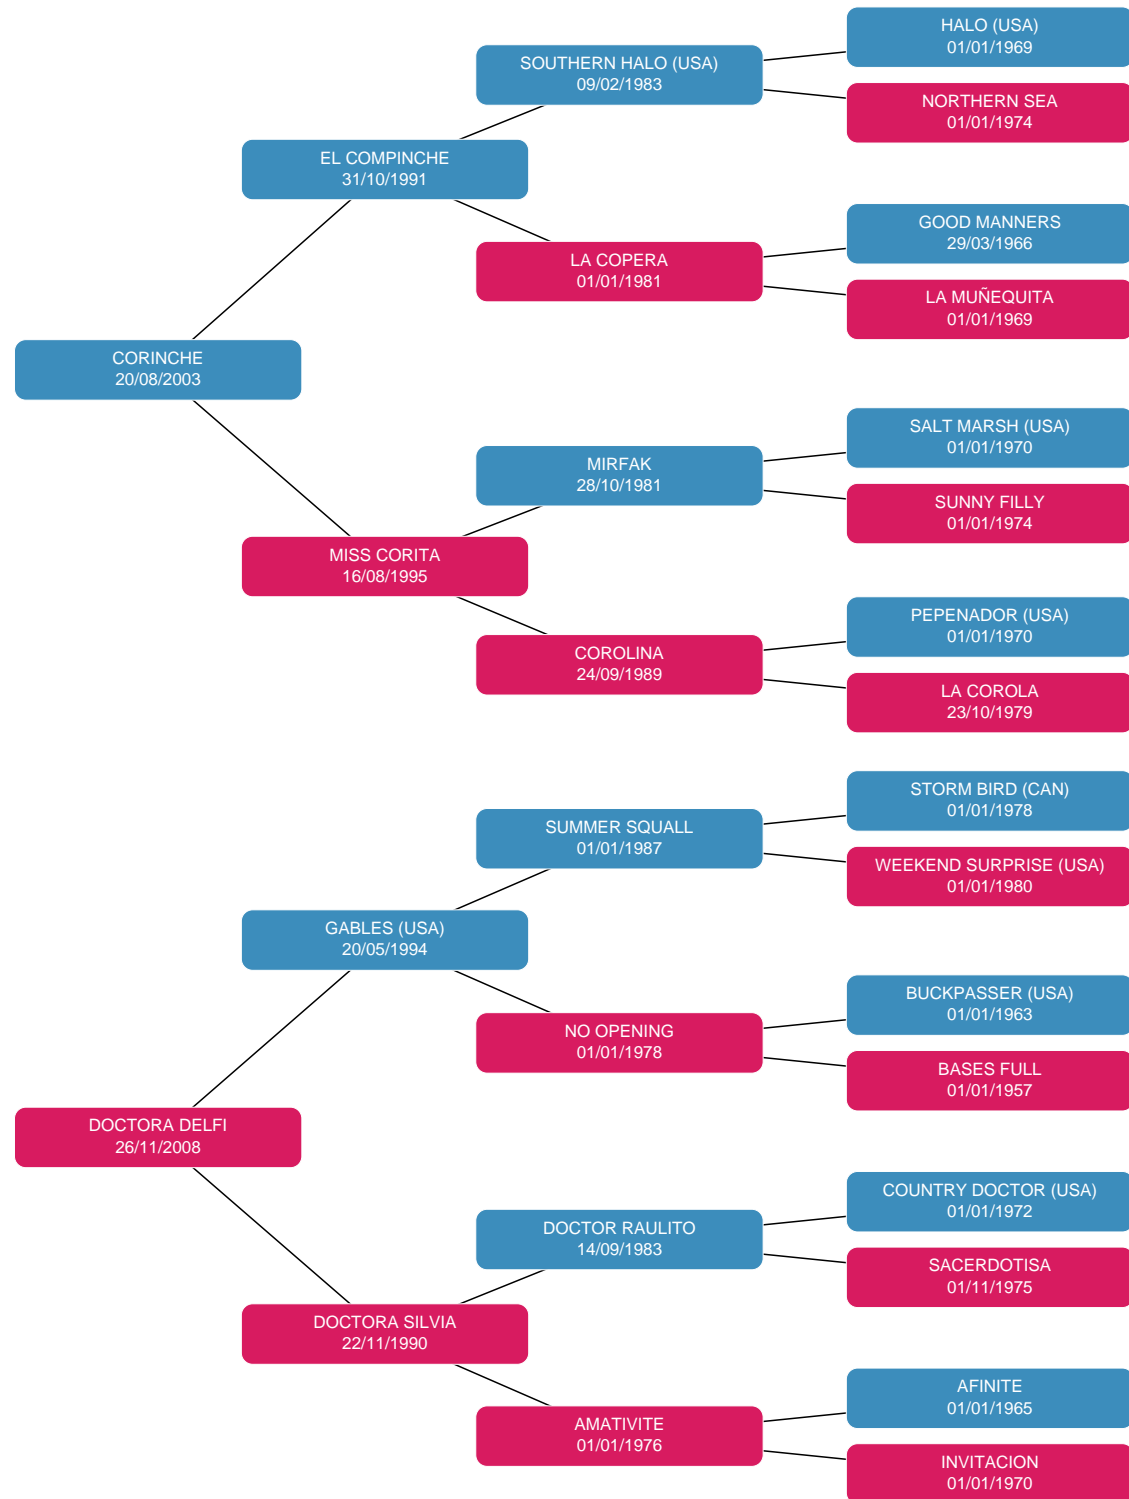 HALO (USA)
01/01/1969
SOUTHERN HALO (USA)
09/02/1983
NORTHERN SEA
01/01/1974
EL COMPINCHE
31/10/1991
GOOD MANNERS
29/03/1966
LA COPERA
01/01/1981
LA MUÑEQUITA
01/01/1969
CORINCHE
20/08/2003
SALT MARSH (USA)
01/01/1970
MIRFAK
28/10/1981
SUNNY FILLY
01/01/1974
MISS CORITA
16/08/1995
PEPENADOR (USA)
01/01/1970
COROLINA
24/09/1989
LA COROLA
23/10/1979
STORM BIRD (CAN)
01/01/1978
SUMMER SQUALL
01/01/1987
WEEKEND SURPRISE (USA)
01/01/1980
GABLES (USA)
20/05/1994
BUCKPASSER (USA)
01/01/1963
NO OPENING
01/01/1978
BASES FULL
01/01/1957
DOCTORA DELFI
26/11/2008
COUNTRY DOCTOR (USA)
01/01/1972
DOCTOR RAULITO
14/09/1983
SACERDOTISA
01/11/1975
DOCTORA SILVIA
22/11/1990
AFINITE
01/01/1965
AMATIVITE
01/01/1976
INVITACION
01/01/1970